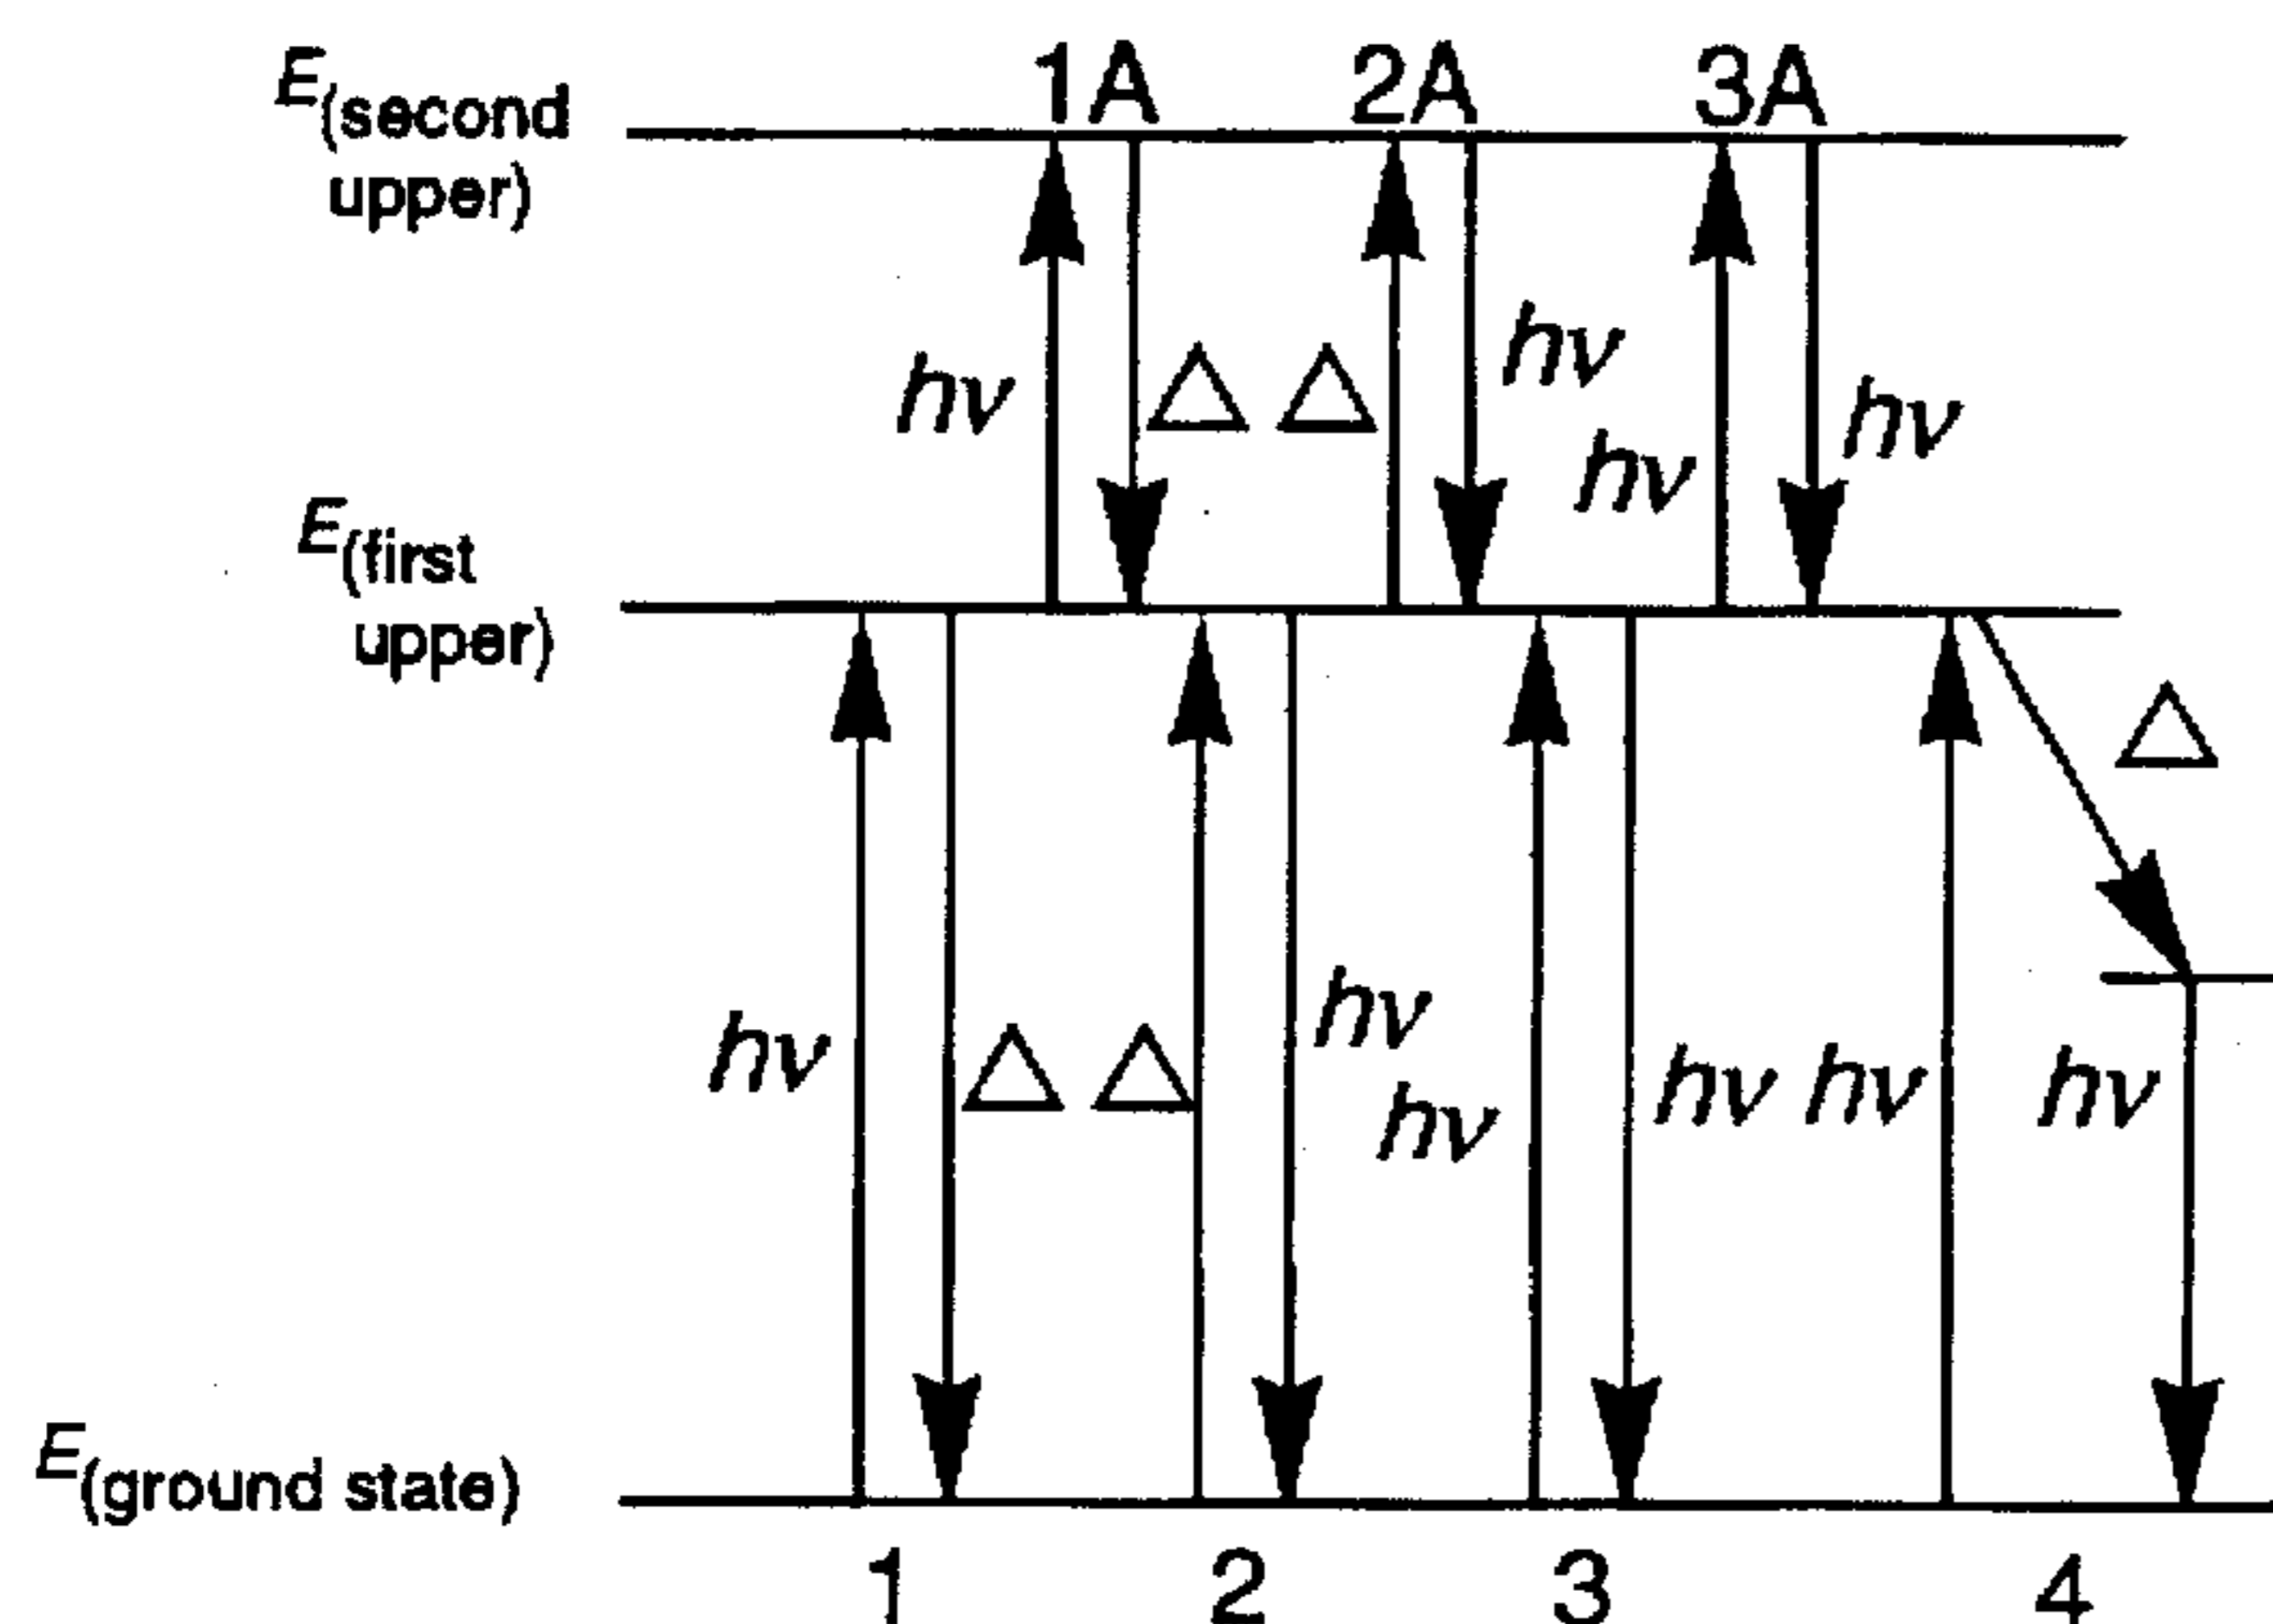 E(second
upper)
1A 2A 3A
hν Δ Δ hν hν hν
E(first
upper)
Δ
hν Δ Δ hν hν hν hν hν
E(ground state)
1 2 3 4